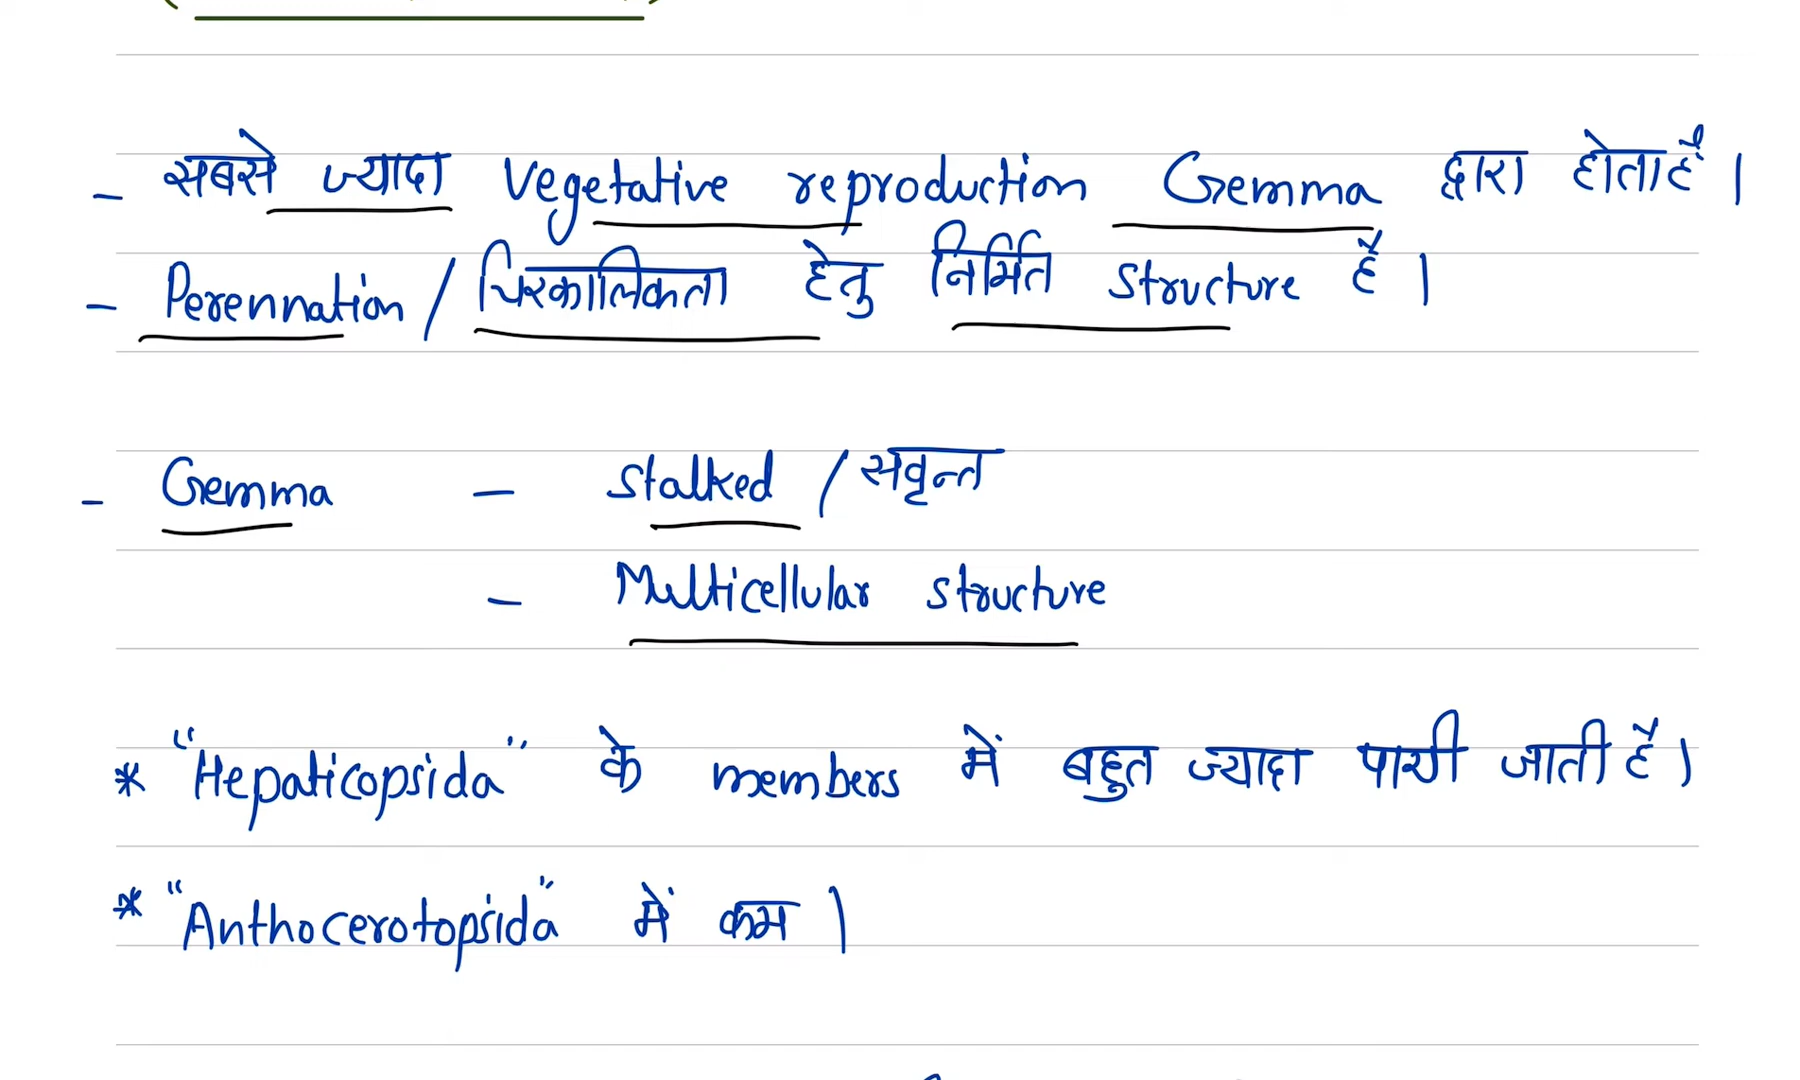 - सबसे ज्यादा Vegetative reproduction Gemma द्वारा होता है।
- Perennation / चिरकालिकता हेतु निर्मित structure है।
- Gemma - stalked / सवृन्त
- Multicellular structure
* "Hepaticopsida" के members में बहुत ज्यादा पायी जाती है।
* "Anthocerotopsida" में कम।